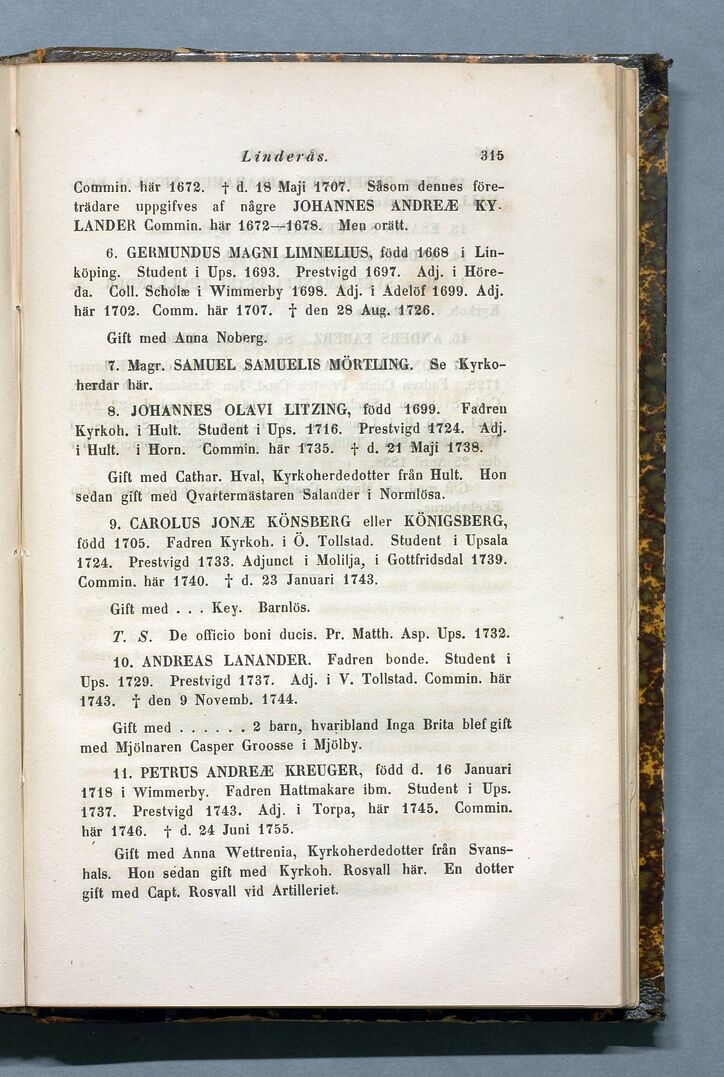 Linderås. 315
Commin. här 1672. † d. 18 Maji 1707. Såsom dennes före-
trädare uppgifves af någre JOHANNES ANDREÆ KY-
LANDER Commin. här 1672—1678. Men orätt.
6. GERMUNDUS MAGNI LIMNELIUS, född 1668 i Lin-
köping. Student i Ups. 1693. Prestvigd 1697. Adj. i Höre-
da. Coll. Scholæ i Wimmerby 1698. Adj. i Adelöf 1699. Adj.
här 1702. Comm. här 1707. † den 28 Aug. 1726.
Gift med Anna Noberg.
7. Magr. SAMUEL SAMUELIS MÖRTLING. Se Kyrko-
herdar här.
8. JOHANNES OLAVI LITZING, född 1699. Fadren
Kyrkoh. i Hult. Student i Ups. 1716. Prestvigd 1724. Adj.
i Hult. i Horn. Commin. här 1735. † d. 21 Maji 1738.
Gift med Cathar. Hval, Kyrkoherdedotter från Hult. Hon
sedan gift med Qvartermästaren Salander i Normlösa.
9. CAROLUS JONÆ KÖNSBERG eller KÖNIGSBERG,
född 1705. Fadren Kyrkoh. i Ö. Tollstad. Student i Upsala
1724. Prestvigd 1733. Adjunct i Molilja, i Gottfridsdal 1739.
Commin. här 1740. † d. 23 Januari 1743.
Gift med . . . Key. Barnlös.
T. S. De officio boni ducis. Pr. Matth. Asp. Ups. 1732.
10. ANDREAS LANANDER. Fadren bonde. Student i
Ups. 1729. Prestvigd 1737. Adj. i V. Tollstad. Commin. här
1743. † den 9 Novemb. 1744.
Gift med . . . . . . 2 barn, hvaribland Inga Brita blef gift
med Mjölnaren Casper Groosse i Mjölby.
11. PETRUS ANDREÆ KREUGER, född d. 16 Januari
1718 i Wimmerby. Fadren Hattmakare ibm. Student i Ups.
1737. Prestvigd 1743. Adj. i Torpa, här 1745. Commin.
här 1746. † d. 24 Juni 1755.
Gift med Anna Wettrenia, Kyrkoherdedotter från Svans-
hals. Hon sedan gift med Kyrkoh. Rosvall här. En dotter
gift med Capt. Rosvall vid Artilleriet.